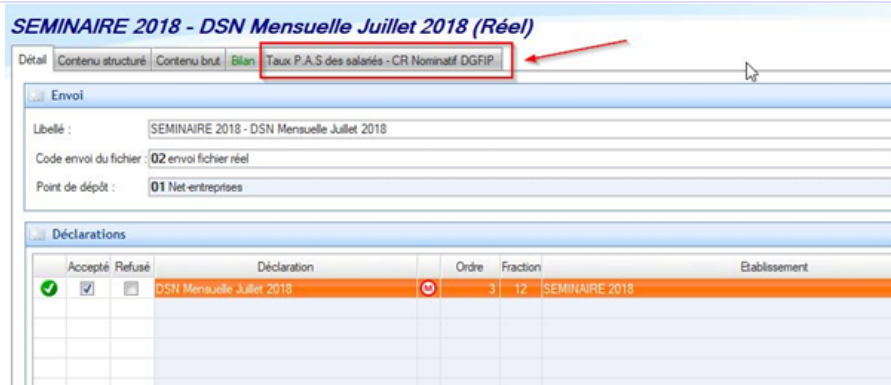 SEMINAIRE 2018 - DSN Mensuelle Juillet 2018 (Réel)
Détail Contenu structuré Contenu brut Bilan Taux P.A.S des salariés - CR Nominatif DGFIP
Envoi
Libellé : SEMINAIRE 2018 - DSN Mensuelle Juillet 2018
Code envoi du fichier : 02 envoi fichier réel
Point de dépôt : 01 Net-entreprises
Déclarations
Accepté Refusé Déclaration Ordre Fraction Etablissement
DSN Mensuelle Juillet 2018 M 3 12 SEMINAIRE 2018